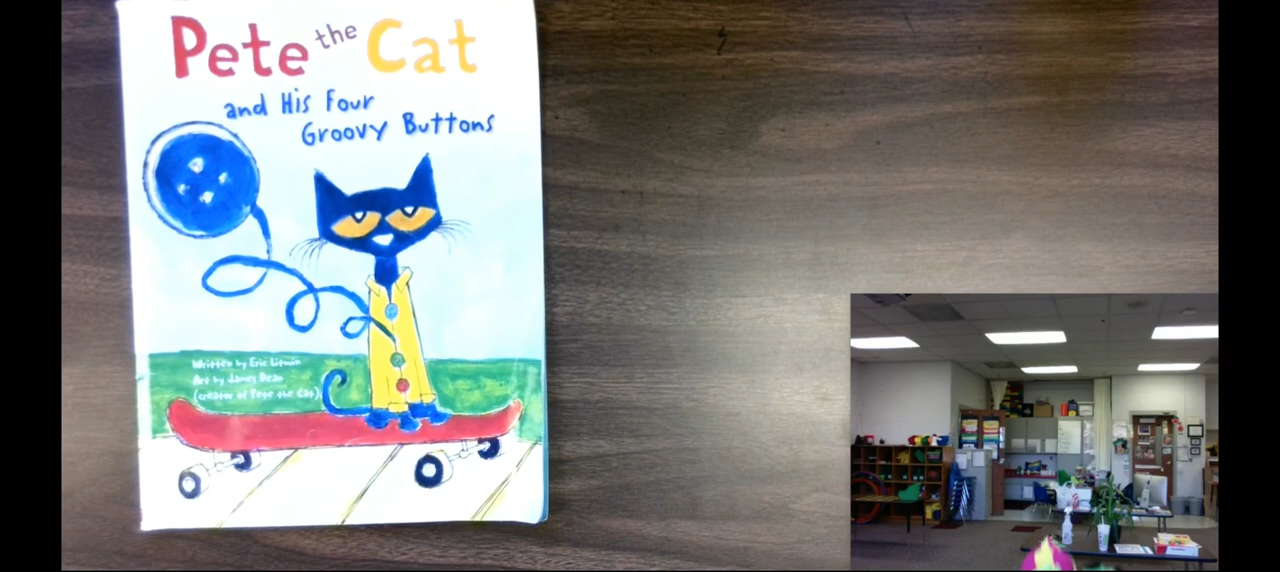 Pete the Cat
and His Four
Groovy Buttons
Written by Eric Litwin
Art by James Dean
(creator of Pete the Cat)